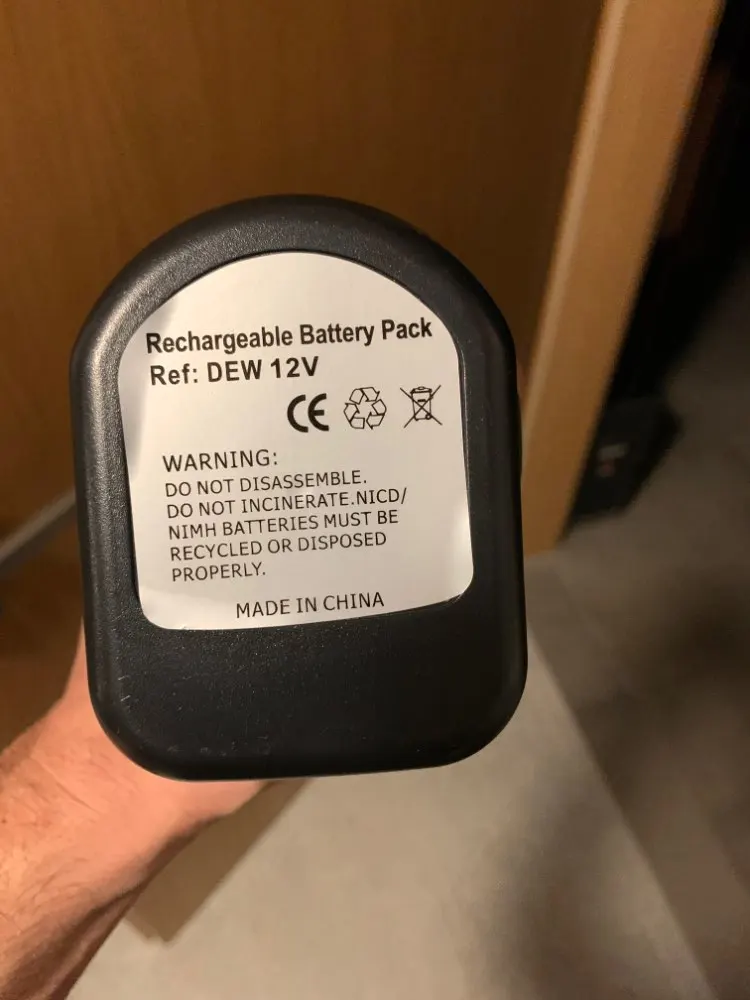 Rechargeable Battery Pack
Ref: DEW 12V
CE
WARNING:
DO NOT DISASSEMBLE.
DO NOT INCINERATE.NICD/
NIMH BATTERIES MUST BE
RECYCLED OR DISPOSED
PROPERLY.
MADE IN CHINA